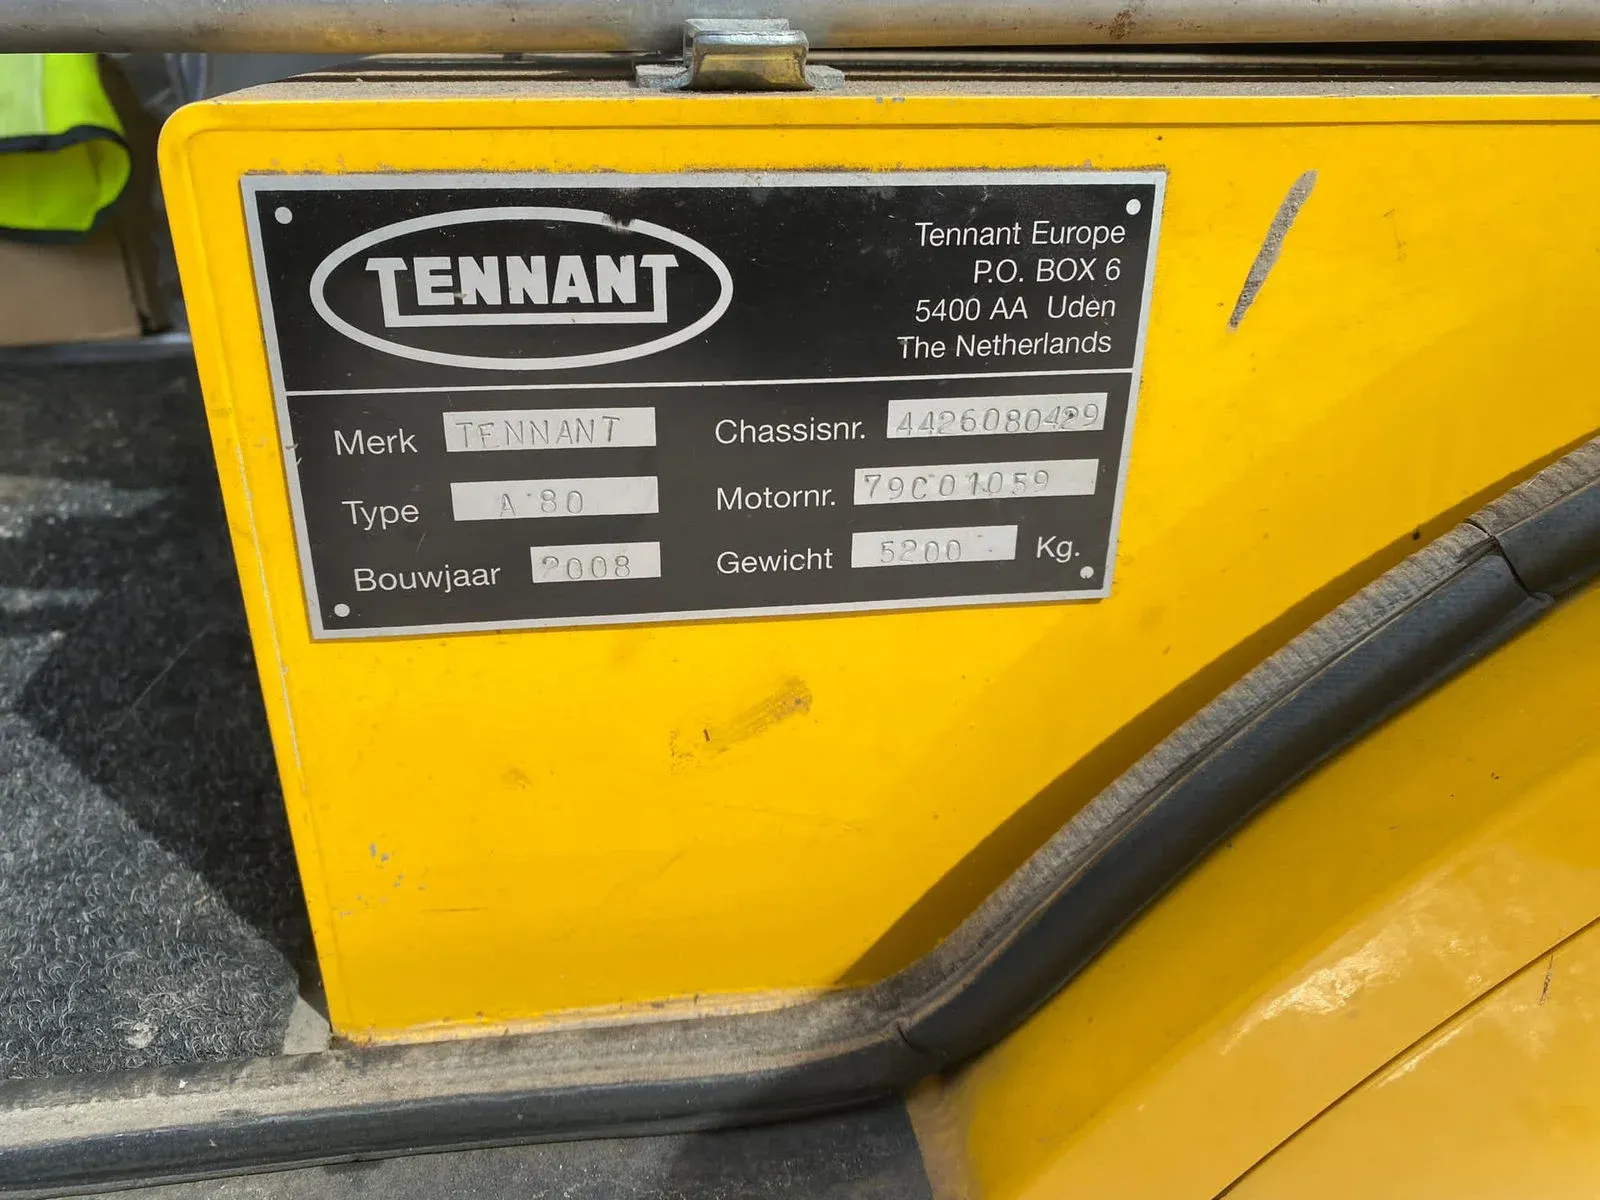 TENNANT
Tennant Europe
P.O. BOX 6
5400 AA Uden
The Netherlands
Merk TENNANT
Chassisnr. 4426080429
Type A 80
Motornr. 79C01059
Bouwjaar 2008
Gewicht 5200 Kg.